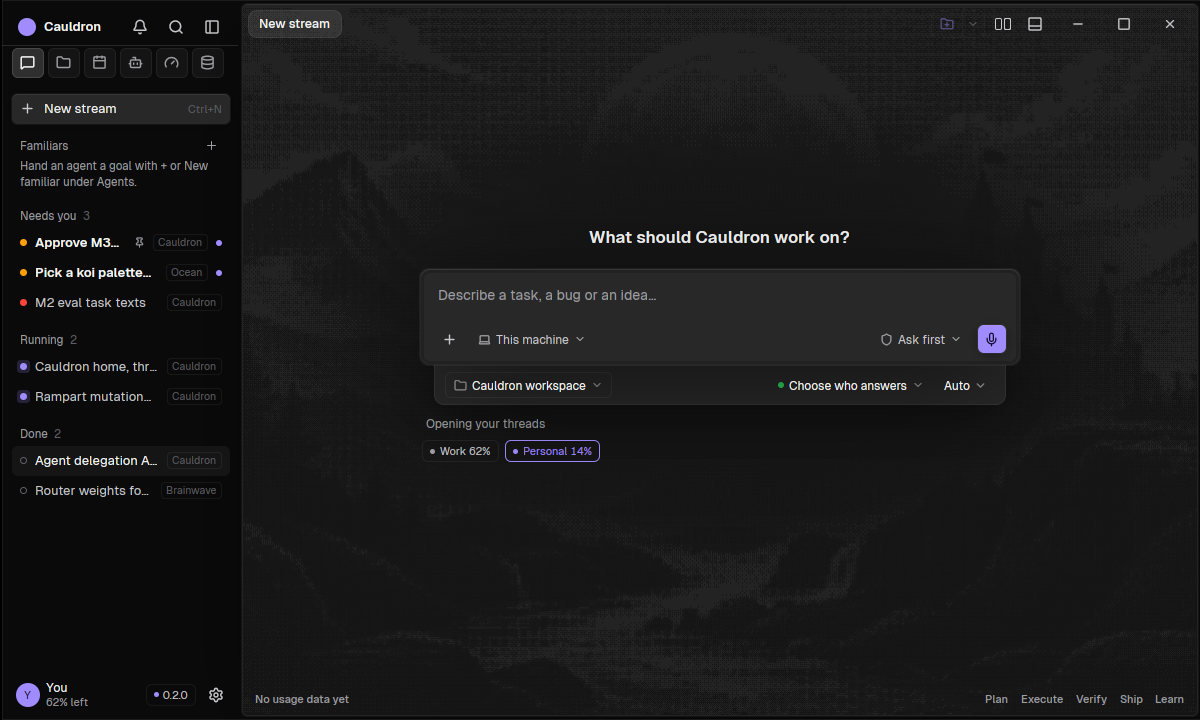 Cauldron
New stream Ctrl+N
Familiars
Hand an agent a goal with + or New
familiar under Agents.
Needs you 3
Approve M3... Cauldron
Pick a koi palette... Ocean
M2 eval task texts Cauldron
Running 2
Cauldron home, thr... Cauldron
Rampart mutation... Cauldron
Done 2
Agent delegation A... Cauldron
Router weights fo... Brainwave
Y
You
62% left
0.2.0
New stream
What should Cauldron work on?
Describe a task, a bug or an idea...
This machine
Ask first
Cauldron workspace
Choose who answers
Auto
Opening your threads
Work 62%
Personal 14%
No usage data yet
Plan Execute Verify Ship Learn